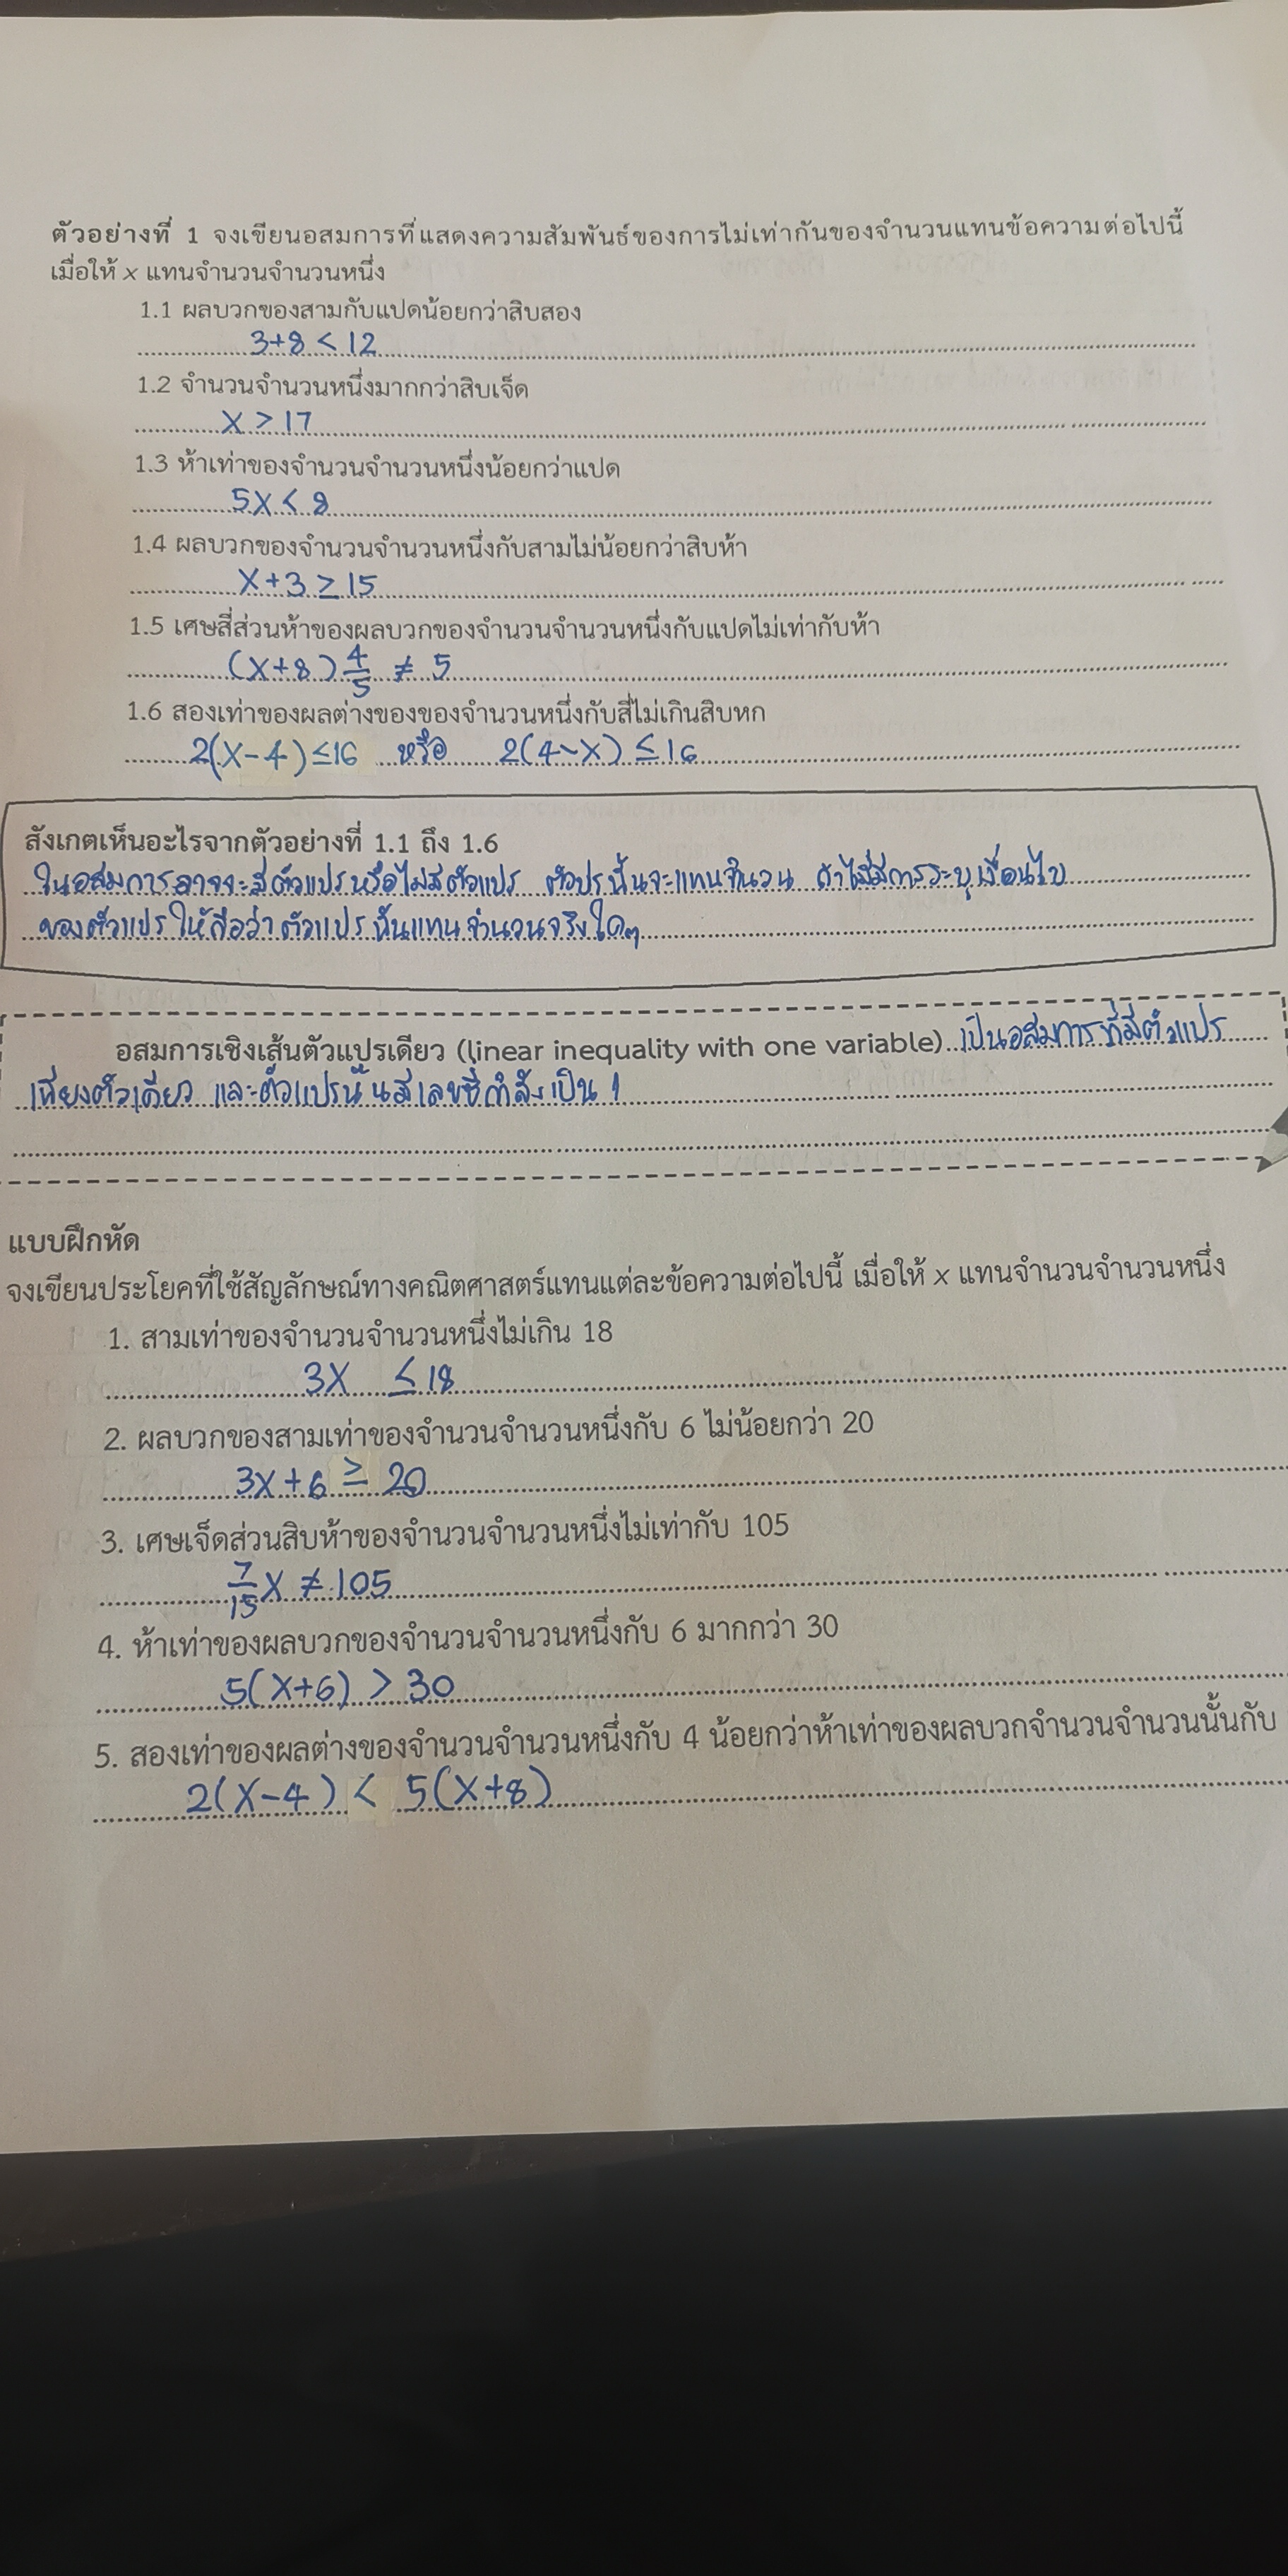 ตัวอย่างที่ 1 จงเขียนอสมการที่แสดงความสัมพันธ์ของการไม่เท่ากันของจำนวนแทนข้อความต่อไปนี้
เมื่อให้ x แทนจำนวนจำนวนหนึ่ง
1.1 ผลบวกของสามกับแปดน้อยกว่าสิบสอง
3+8 < 12
1.2 จำนวนจำนวนหนึ่งมากกว่าสิบเจ็ด
X > 17
1.3 ห้าเท่าของจำนวนจำนวนหนึ่งน้อยกว่าแปด
5X < 8
1.4 ผลบวกของจำนวนจำนวนหนึ่งกับสามไม่น้อยกว่าสิบห้า
X+3 ≥ 15
1.5 เศษสี่ส่วนห้าของผลบวกของจำนวนจำนวนหนึ่งกับแปดไม่เท่ากับห้า
(X+8) 4/5 ≠ 5
1.6 สองเท่าของผลต่างของของจำนวนหนึ่งกับสี่ไม่เกินสิบหก
2(X-4) ≤ 16 หรือ 2(4-X) ≤ 16
สังเกตเห็นอะไรจากตัวอย่างที่ 1.1 ถึง 1.6
ในอสมการอาจจะมีตัวแปรหรือไม่มีตัวแปร ตัวปรนั้นจะแทนจำนวน ถ้าไม่มีการระบุเงื่อนไข
ของตัวแปร ให้ถือว่า ตัวแปร นั้นแทน จำนวนจริงใดๆ
อสมการเชิงเส้นตัวแปรเดียว (linear inequality with one variable) เป็นอสมการที่มีตัวแปร
เพียงตัวเดียว และตัวแปรนั้นมีเลขชี้กำลังเป็น 1
แบบฝึกหัด
จงเขียนประโยคที่ใช้สัญลักษณ์ทางคณิตศาสตร์แทนแต่ละข้อความต่อไปนี้ เมื่อให้ x แทนจำนวนจำนวนหนึ่ง
1. สามเท่าของจำนวนจำนวนหนึ่งไม่เกิน 18
3X ≤ 18
2. ผลบวกของสามเท่าของจำนวนจำนวนหนึ่งกับ 6 ไม่น้อยกว่า 20
3X+6 ≥ 20
3. เศษเจ็ดส่วนสิบห้าของจำนวนจำนวนหนึ่งไม่เท่ากับ 105
7/15 X ≠ 105
4. ห้าเท่าของผลบวกของจำนวนจำนวนหนึ่งกับ 6 มากกว่า 30
5(X+6) > 30
5. สองเท่าของผลต่างของจำนวนจำนวนหนึ่งกับ 4 น้อยกว่าห้าเท่าของผลบวกจำนวนจำนวนนั้นกับ
2(X-4) < 5(X+8)